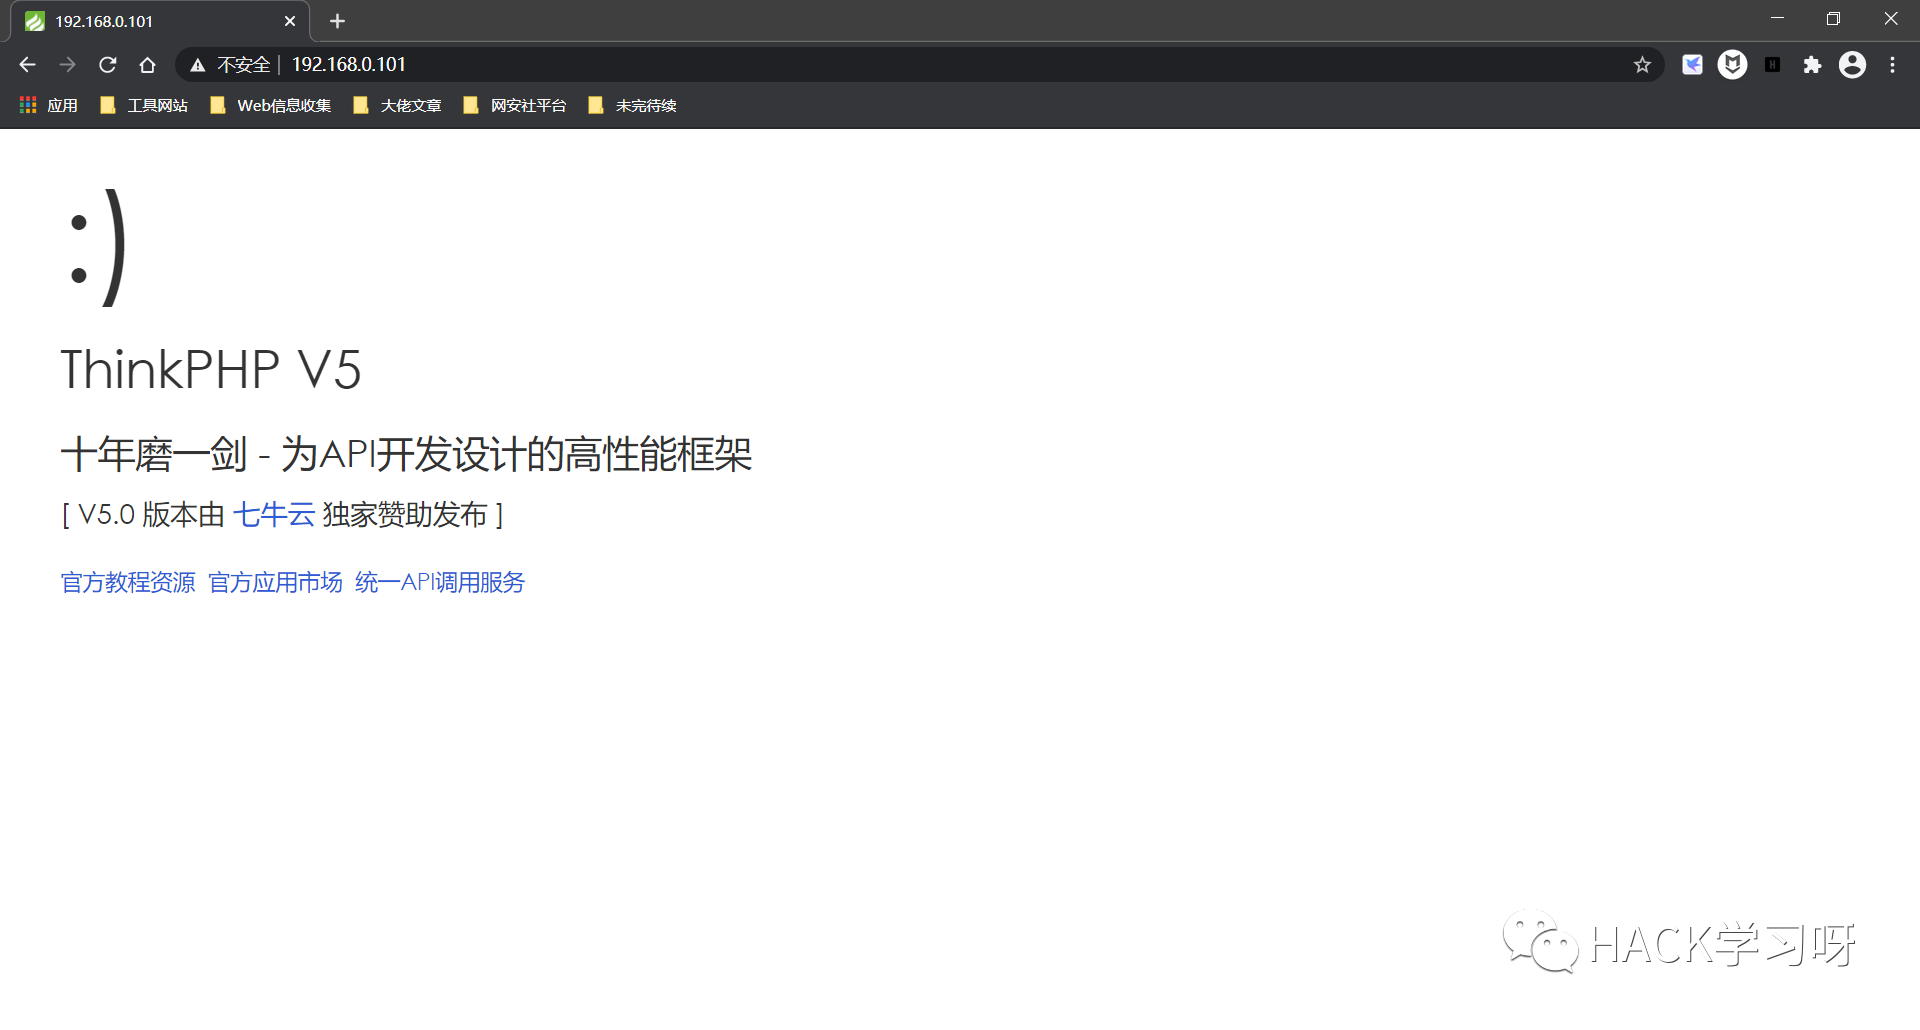 192.168.0.101
不安全 | 192.168.0.101
应用 工具网站 Web信息收集 大佬文章 网安社平台 未完待续
:)
ThinkPHP V5
十年磨一剑 - 为API开发设计的高性能框架
[ V5.0 版本由 七牛云 独家赞助发布 ]
官方教程资源 官方应用市场 统一API调用服务
HACK学习呀